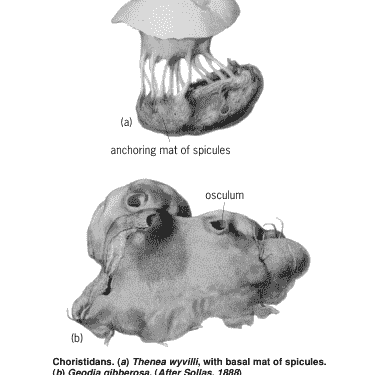 (a)
anchoring mat of spicules
osculum
(b)
Choristidans. (a) Thenea wyvilli, with basal mat of spicules.
(b) Geodia gibberosa. (After Sollas, 1888)